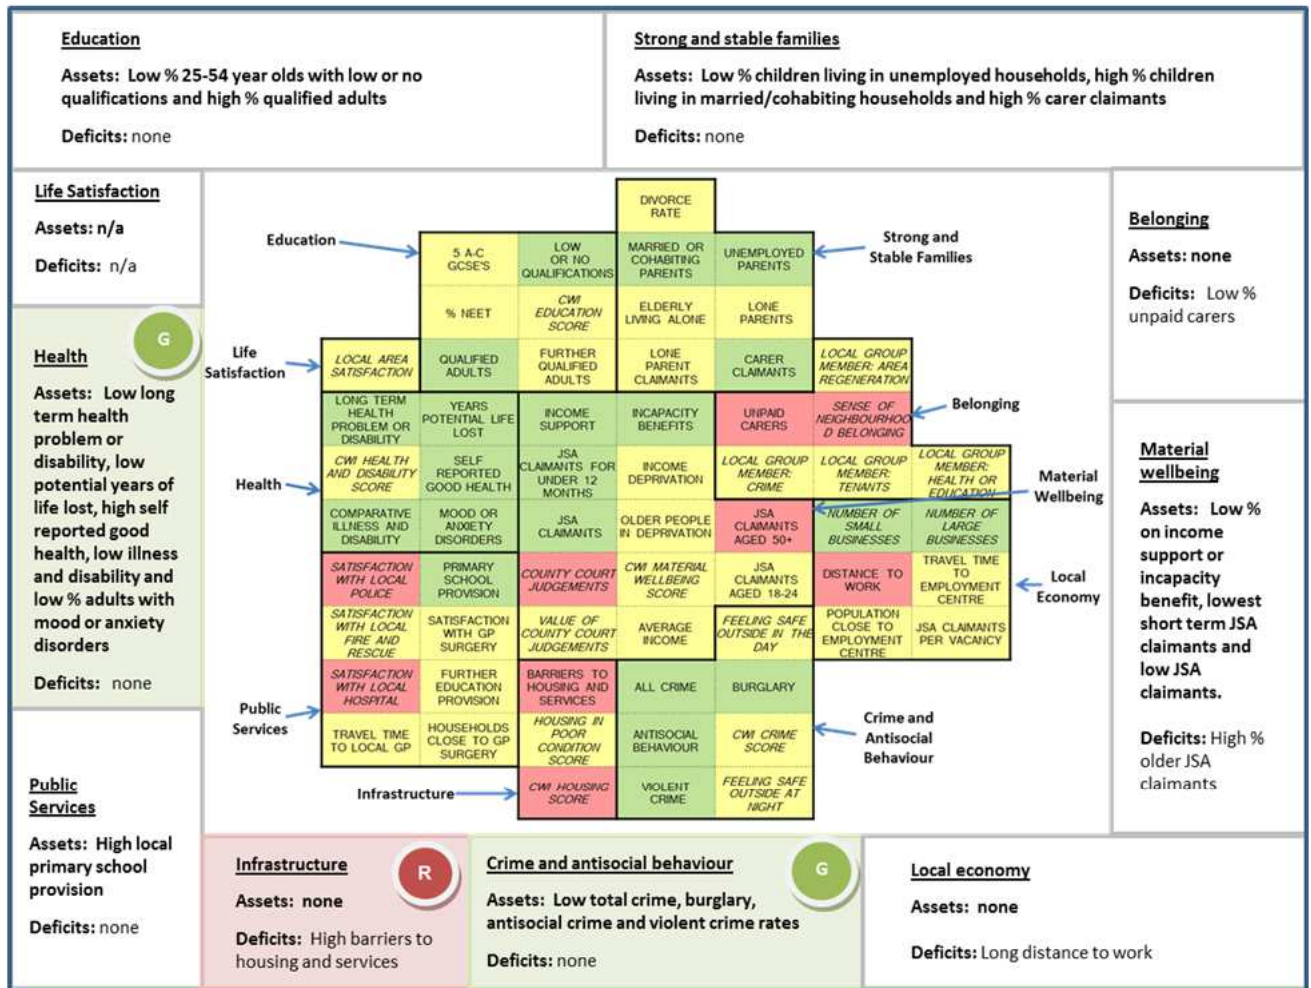 Education
Assets: Low % 25-54 year olds with low or no
qualifications and high % qualified adults
Deficits: none
Strong and stable families
Assets: Low % children living in unemployed households, high % children
living in married/cohabiting households and high % carer claimants
Deficits: none
Life Satisfaction
Assets: n/a
Deficits: n/a
G
Health
Assets: Low long
term health
problem or
disability, low
potential years of
life lost, high self
reported good
health, low illness
and disability and
low % adults with
mood or anxiety
disorders
Deficits: none
Public
Services
Assets: High local
primary school
provision
Deficits: none
Education
Strong and
Stable Families
Life
Satisfaction
Belonging
Health
Material
Wellbeing
Local
Economy
Public
Services
Crime and
Antisocial
Behaviour
Infrastructure
DIVORCE
RATE
5 A-C
GCSE'S
LOW
OR NO
QUALIFICATIONS
MARRIED OR
COHABITING
PARENTS
UNEMPLOYED
PARENTS
% NEET
CWI
EDUCATION
SCORE
ELDERLY
LIVING ALONE
LONE
PARENTS
LOCAL AREA
SATISFACTION
QUALIFIED
ADULTS
FURTHER
QUALIFIED
ADULTS
LONE
PARENT
CLAIMANTS
CARER
CLAIMANTS
LOCAL GROUP
MEMBER: AREA
REGENERATION
LONG TERM
HEALTH
PROBLEM OR
DISABILITY
YEARS
POTENTIAL LIFE
LOST
INCOME
SUPPORT
INCAPACITY
BENEFITS
UNPAID
CARERS
SENSE OF
NEIGHBOURHOO
D BELONGING
CWI HEALTH
AND DISABILITY
SCORE
SELF
REPORTED
GOOD HEALTH
JSA
CLAIMANTS FOR
UNDER 12
MONTHS
INCOME
DEPRIVATION
LOCAL GROUP
MEMBER:
CRIME
LOCAL GROUP
MEMBER:
TENANTS
LOCAL GROUP
MEMBER:
HEALTH OR
EDUCATION
COMPARATIVE
ILLNESS AND
DISABILITY
MOOD OR
ANXIETY
DISORDERS
JSA
CLAIMANTS
OLDER PEOPLE
IN DEPRIVATION
JSA
CLAIMANTS
AGED 50+
NUMBER OF
SMALL
BUSINESSES
NUMBER OF
LARGE
BUSINESSES
SATISFACTION
WITH LOCAL
POLICE
PRIMARY
SCHOOL
PROVISION
COUNTY COURT
JUDGEMENTS
CWI MATERIAL
WELLBEING
SCORE
JSA
CLAIMANTS
AGED 18-24
DISTANCE TO
WORK
TRAVEL TIME
TO
EMPLOYMENT
CENTRE
SATISFACTION
WITH LOCAL
FIRE AND
RESCUE
SATISFACTION
WITH GP
SURGERY
VALUE OF
COUNTY COURT
JUDGEMENTS
AVERAGE
INCOME
FEELING SAFE
OUTSIDE IN THE
DAY
POPULATION
CLOSE TO
EMPLOYMENT
CENTRE
JSA CLAIMANTS
PER VACANCY
SATISFACTION
WITH LOCAL
HOSPITAL
FURTHER
EDUCATION
PROVISION
BARRIERS TO
HOUSING AND
SERVICES
ALL CRIME
BURGLARY
TRAVEL TIME
TO LOCAL GP
HOUSEHOLDS
CLOSE TO GP
SURGERY
HOUSING IN
POOR
CONDITION
SCORE
ANTISOCIAL
BEHAVIOUR
CWI CRIME
SCORE
CWI HOUSING
SCORE
VIOLENT
CRIME
FEELING SAFE
OUTSIDE AT
NIGHT
Belonging
Assets: none
Deficits: Low %
unpaid carers
Material
wellbeing
Assets: Low %
on income
support or
incapacity
benefit, lowest
short term JSA
claimants and
low JSA
claimants.
Deficits: High %
older JSA
claimants
Infrastructure
R
Assets: none
Deficits: High barriers to
housing and services
Crime and antisocial behaviour
G
Assets: Low total crime, burglary,
antisocial crime and violent crime rates
Deficits: none
Local economy
Assets: none
Deficits: Long distance to work